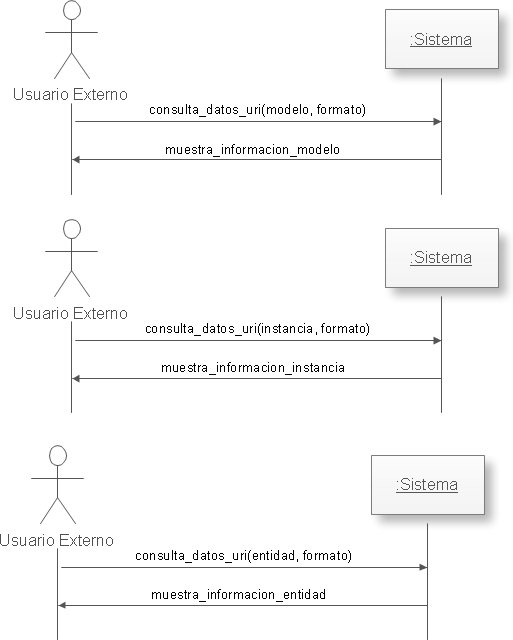 :Sistema
Usuario Externo
consulta_datos_uri(modelo, formato)
muestra_informacion_modelo
:Sistema
Usuario Externo
consulta_datos_uri(instancia, formato)
muestra_informacion_instancia
:Sistema
Usuario Externo
consulta_datos_uri(entidad, formato)
muestra_informacion_entidad